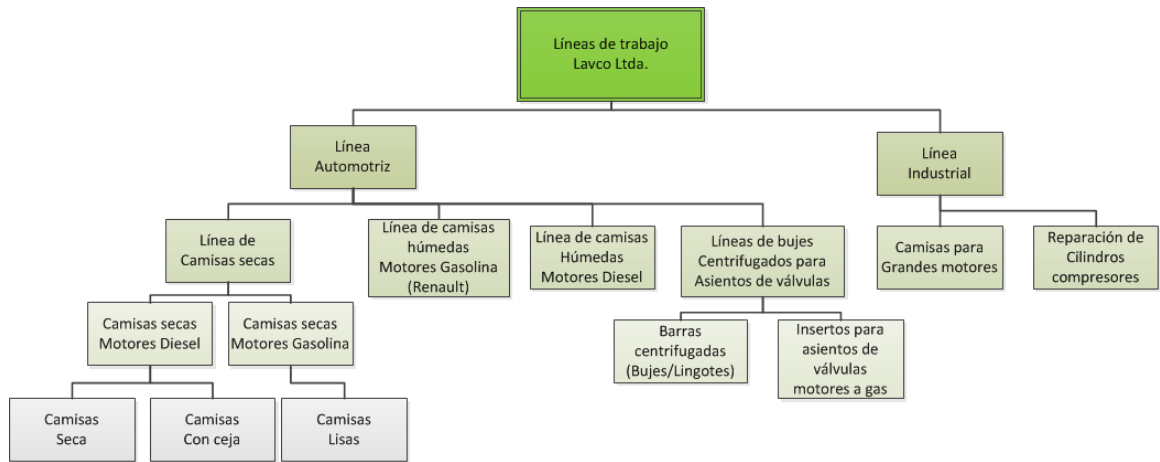 Líneas de trabajo
Lavco Ltda.
Línea
Automotriz
Línea
Industrial
Línea de
Camisas secas
Línea de camisas
húmedas
Motores Gasolina
(Renault)
Línea de camisas
Húmedas
Motores Diesel
Líneas de bujes
Centrifugados para
Asientos de válvulas
Camisas para
Grandes motores
Reparación de
Cilindros
compresores
Camisas secas
Motores Diesel
Camisas secas
Motores Gasolina
Barras
centrifugadas
(Bujes/Lingotes)
Insertos para
asientos de
válvulas
motores a gas
Camisas
Seca
Camisas
Con ceja
Camisas
Lisas